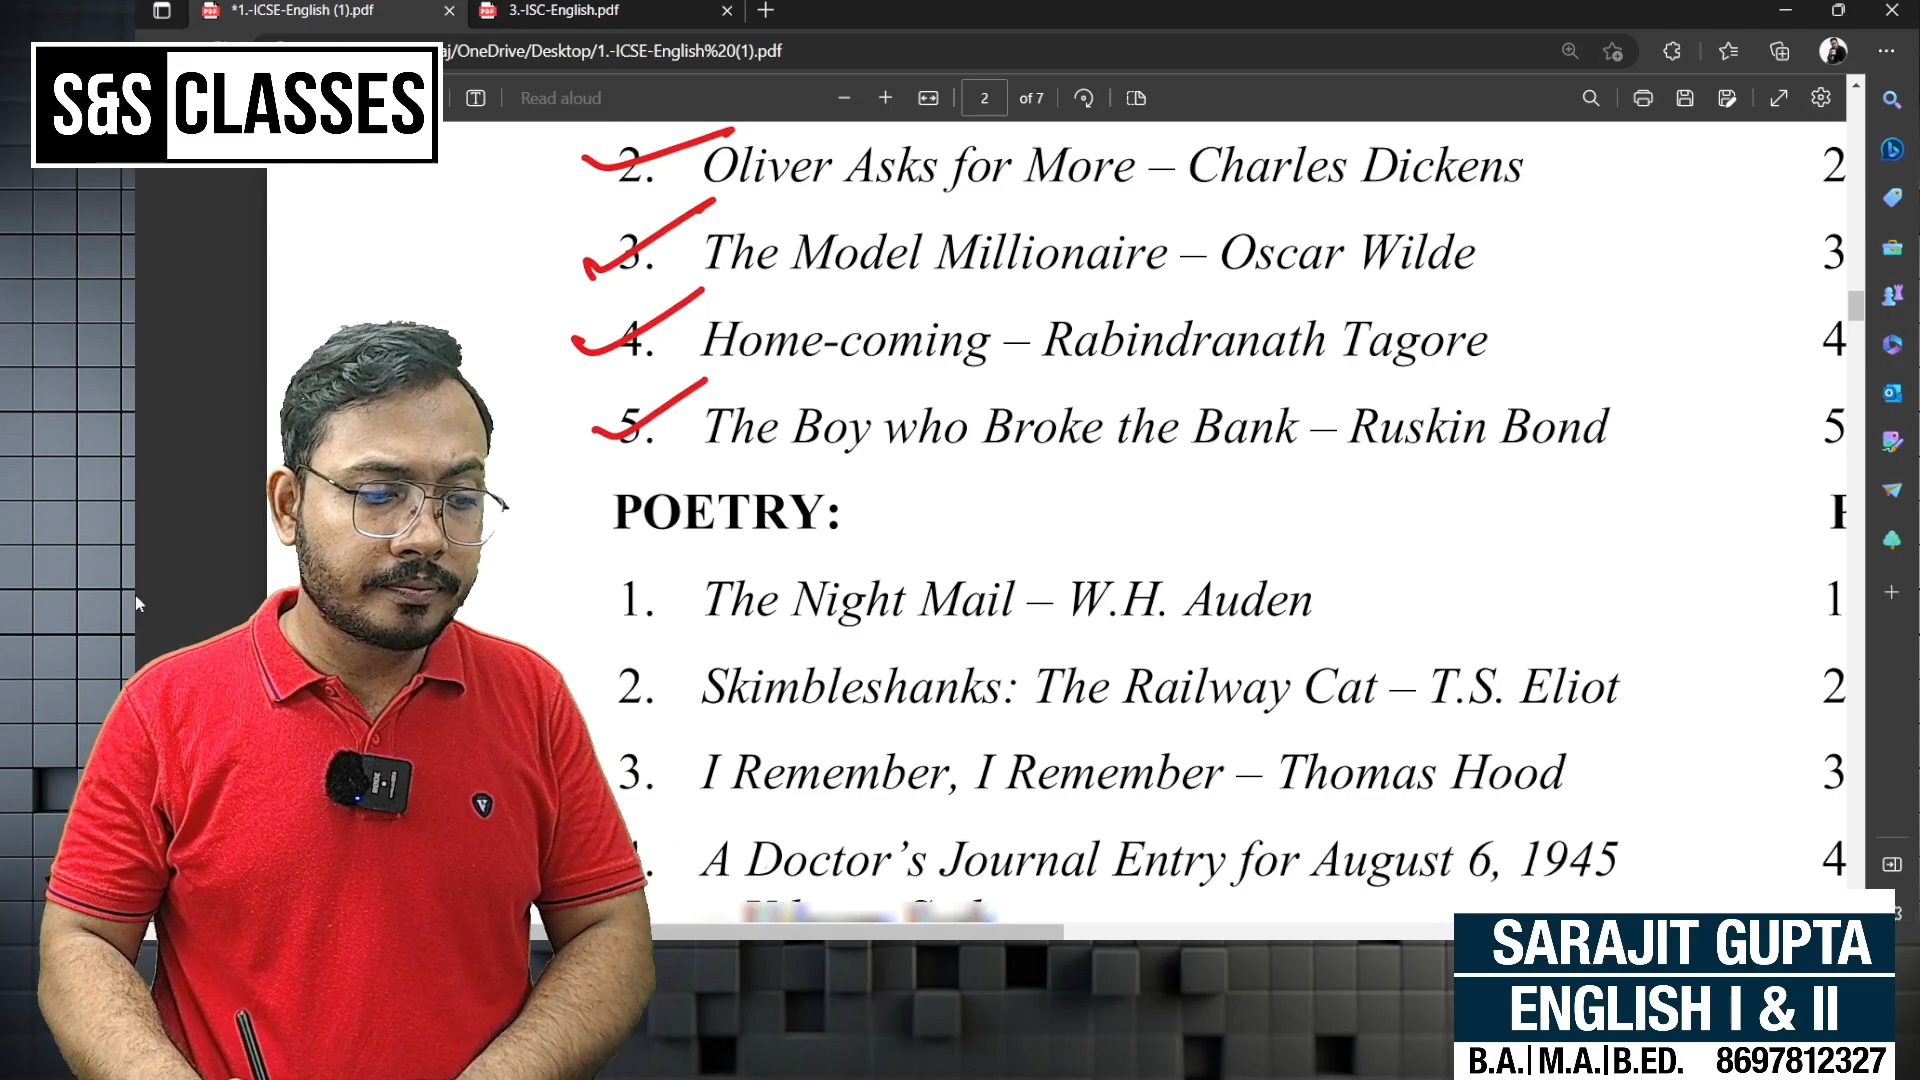 *1.-ICSE-English (1).pdf
3.-ISC-English.pdf
aj/OneDrive/Desktop/1.-ICSE-English%20(1).pdf
S&S CLASSES
Read aloud
2 of 7
2. Oliver Asks for More – Charles Dickens 2
3. The Model Millionaire – Oscar Wilde 3
4. Home-coming – Rabindranath Tagore 4
5. The Boy who Broke the Bank – Ruskin Bond 5
POETRY:
1. The Night Mail – W.H. Auden 1
2. Skimbleshanks: The Railway Cat – T.S. Eliot 2
3. I Remember, I Remember – Thomas Hood 3
A Doctor’s Journal Entry for August 6, 1945 4
SARAJIT GUPTA
ENGLISH I & II
B.A.|M.A.|B.ED. 8697812327